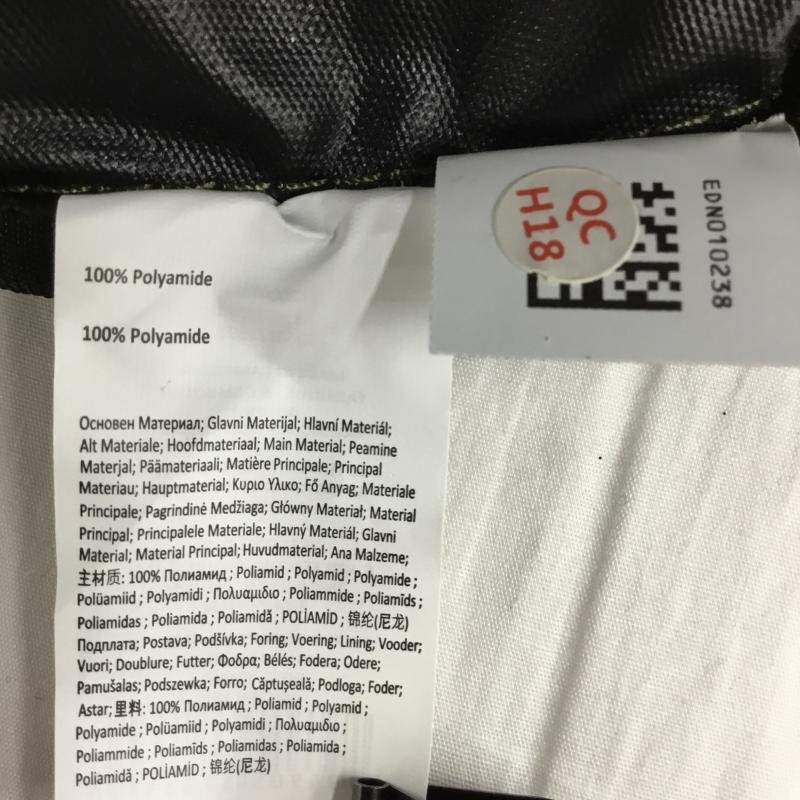 100% Polyamide
100% Polyamide
Основен Материал; Glavni Materijal; Hlavní Materiál;
Alt Materiale; Hoofdmateriaal; Main Material; Peamine
Materjal; Päämateriaali; Matière Principale; Principal
Materiau; Hauptmaterial; Κυριο Υλικο; Fő Anyag; Materiale
Principale; Pagrindinė Medžiaga; Główny Materiał; Material
Principal; Principalele Materiale; Hlavný Materiál; Glavni
Material; Material Principal; Huvudmaterial; Ana Malzeme;
主材质: 100% Полиамид ; Poliamid ; Polyamid ; Polyamide ;
Polüamiid ; Polyamidi ; Πολυαμιδιο ; Poliammide ; Poliamīds ;
Poliamidas ; Poliamida ; Poliamidă ; POLİAMİD ; 锦纶(尼龙)
Подплата; Postava; Podšívka; Foring; Voering; Lining; Vooder;
Vuori; Doublure; Futter; Φοδρα; Bélés; Fodera; Odere;
Pamušalas; Podszewka; Forro; Căptușeală; Podloga; Foder;
Astar; 里料: 100% Полиамид ; Poliamid ; Polyamid ;
Polyamide ; Polüamiid ; Polyamidi ; Πολυαμιδιο ;
Poliammide ; Poliamīds ; Poliamidas ; Poliamida ;
Poliamidă ; POLİAMİD ; 锦纶(尼龙)
EDN010238
QC
H18